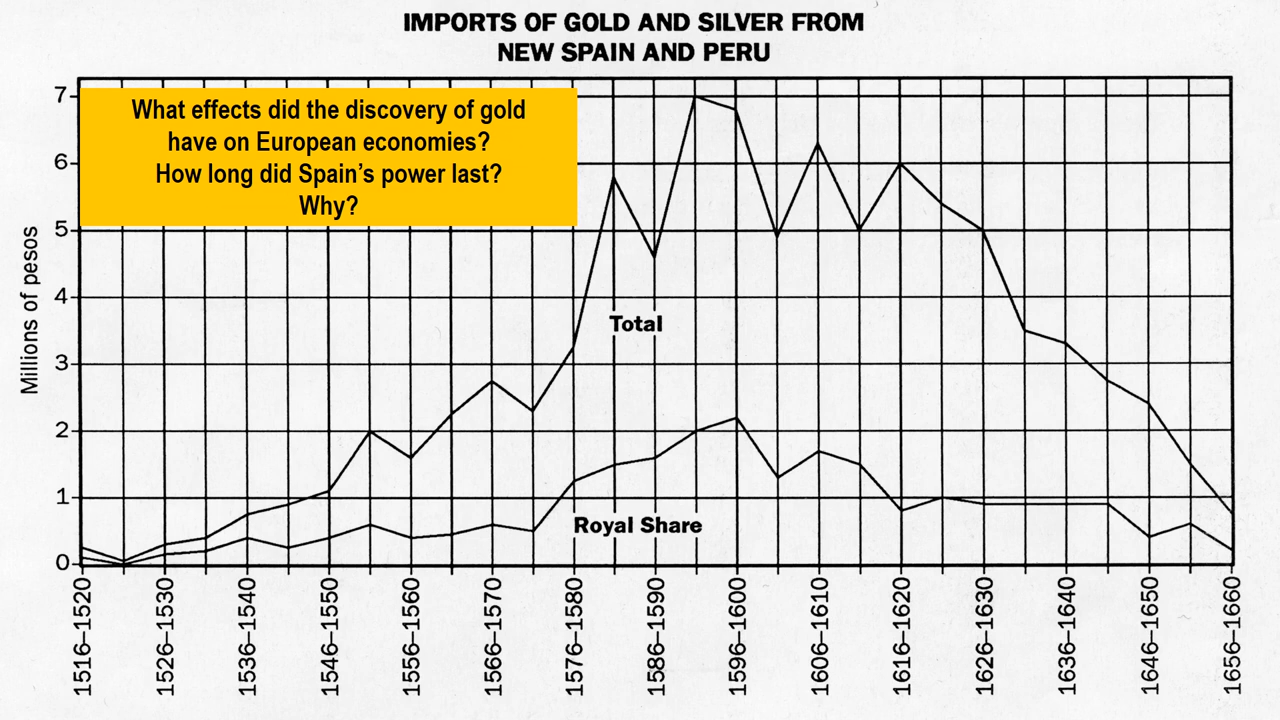 IMPORTS OF GOLD AND SILVER FROM
NEW SPAIN AND PERU
What effects did the discovery of gold
have on European economies?
How long did Spain’s power last?
Why?
Millions of pesos
7
6
5
4
3
2
1
0
Total
Royal Share
1516–1520
1526–1530
1536–1540
1546–1550
1556–1560
1566–1570
1576–1580
1586–1590
1596–1600
1606–1610
1616–1620
1626–1630
1636–1640
1646–1650
1656–1660